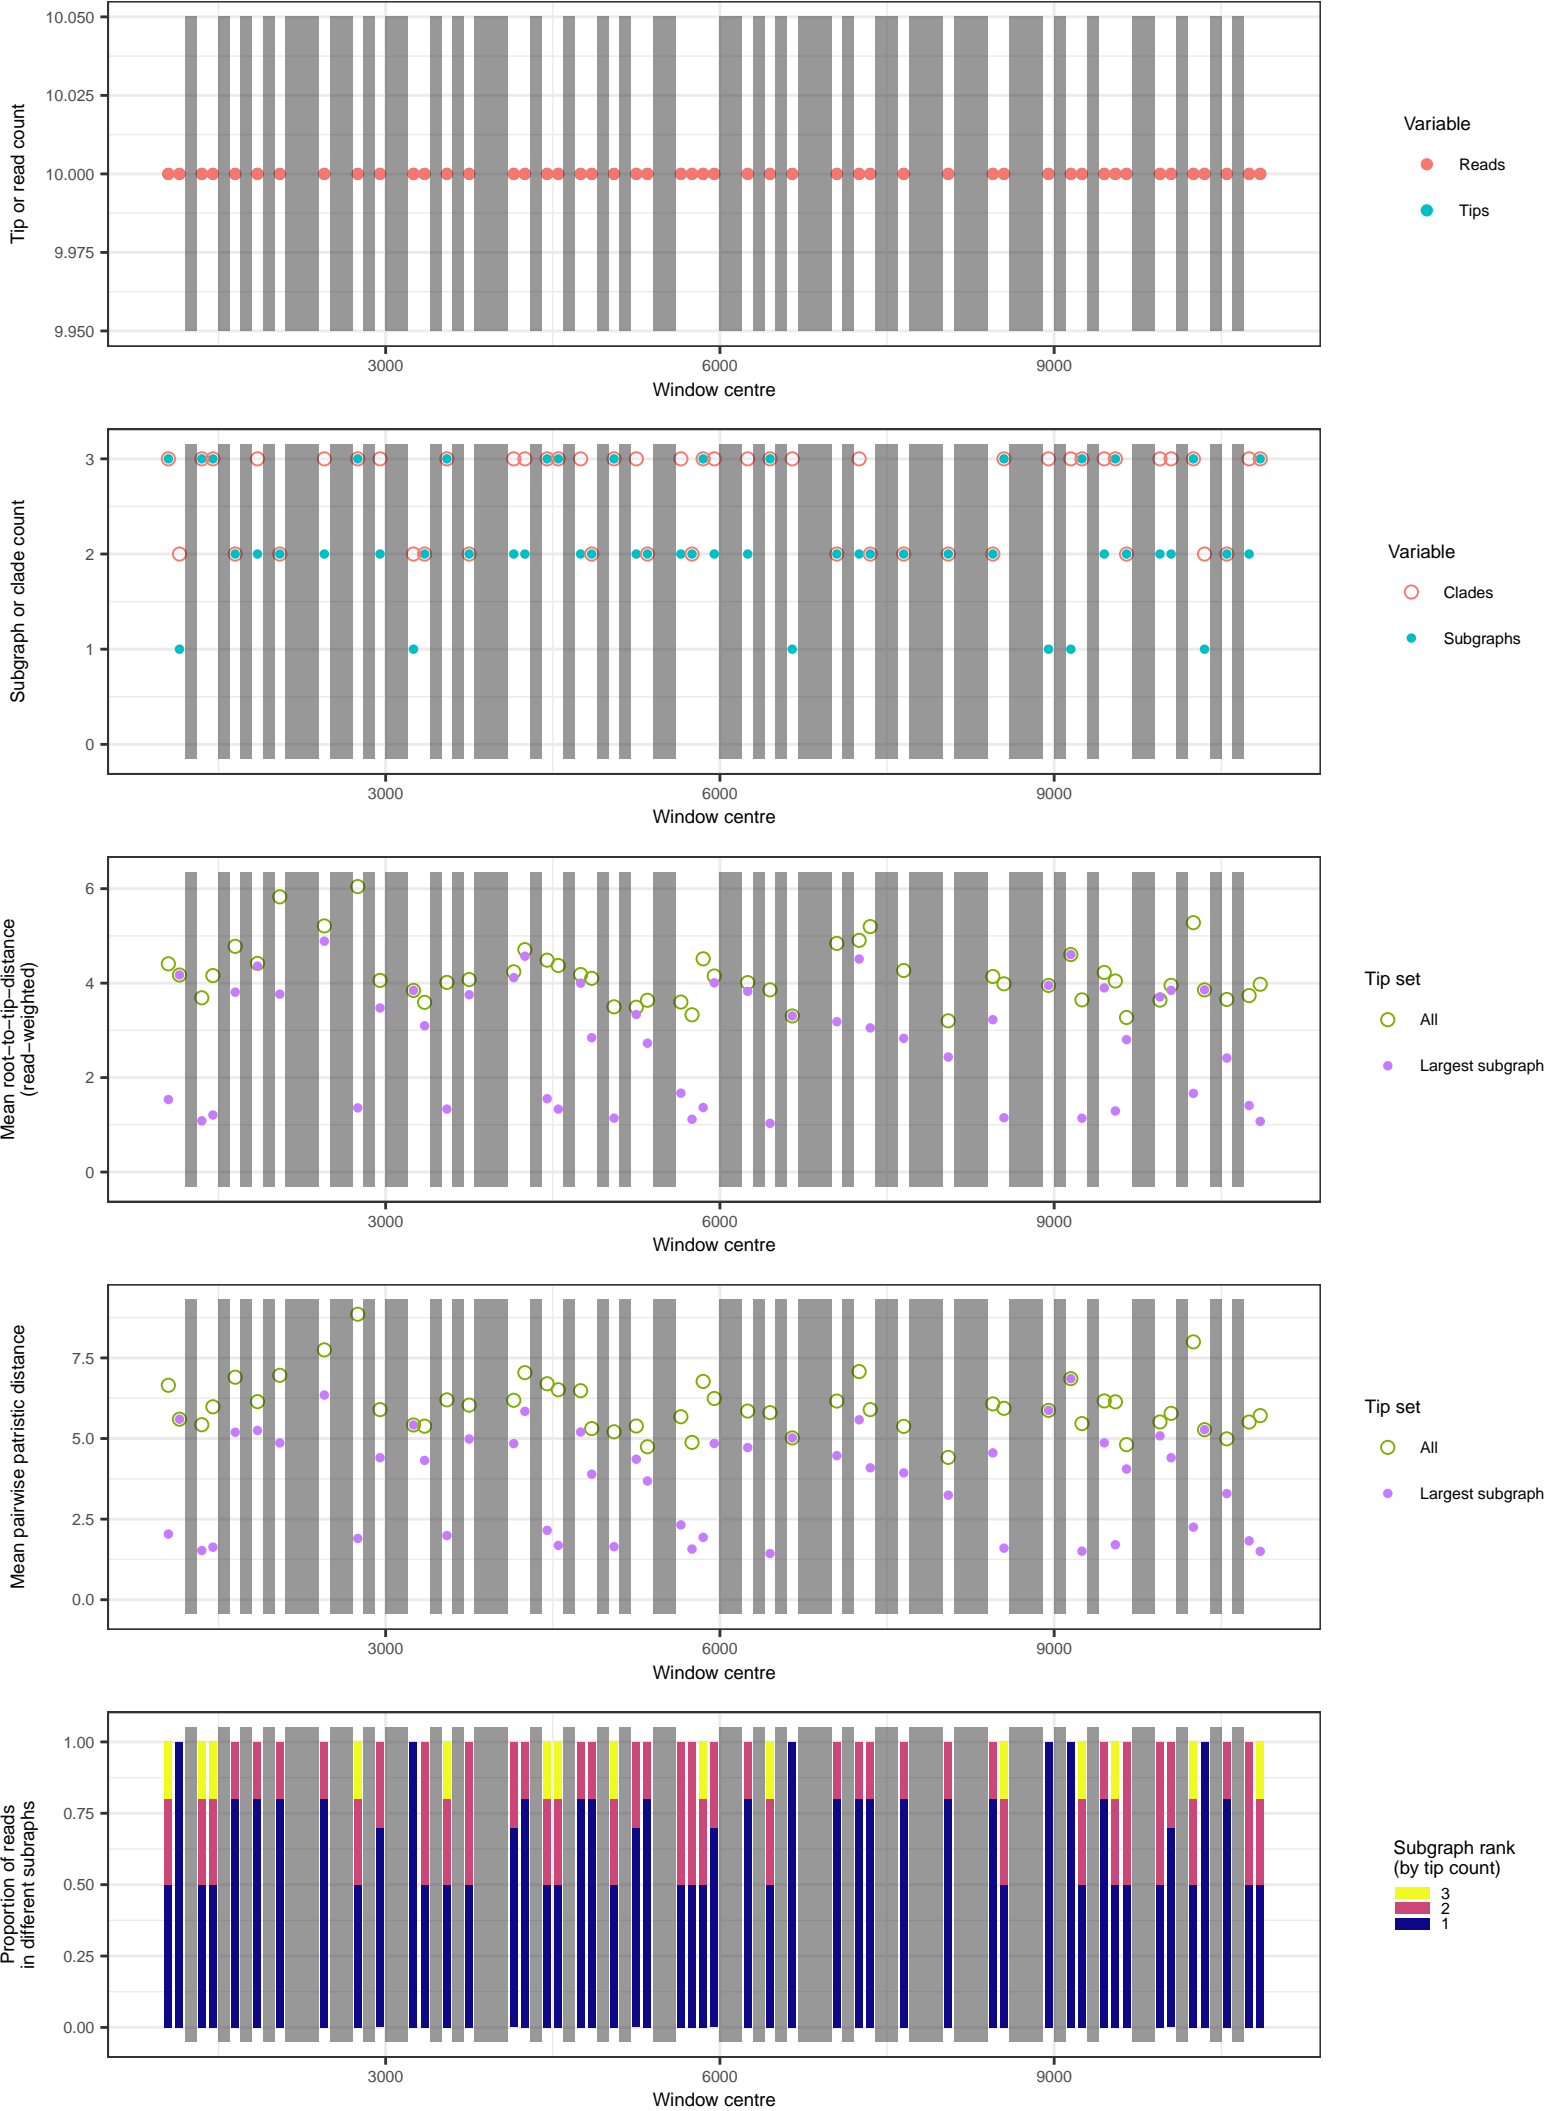 10.050
10.025
10.000
9.975
9.950
Tip or read count
3000
6000
9000
Window centre
Variable
Reads
Tips
3
2
1
0
Subgraph or clade count
3000
6000
9000
Window centre
Variable
Clades
Subgraphs
6
4
2
0
Mean root−to−tip−distance
(read−weighted)
3000
6000
9000
Window centre
Tip set
All
Largest subgraph
7.5
5.0
2.5
0.0
Mean pairwise patristic distance
3000
6000
9000
Window centre
Tip set
All
Largest subgraph
1.00
0.75
0.50
0.25
0.00
Proportion of reads
in different subraphs
3000
6000
9000
Window centre
Subgraph rank
(by tip count)
3
2
1